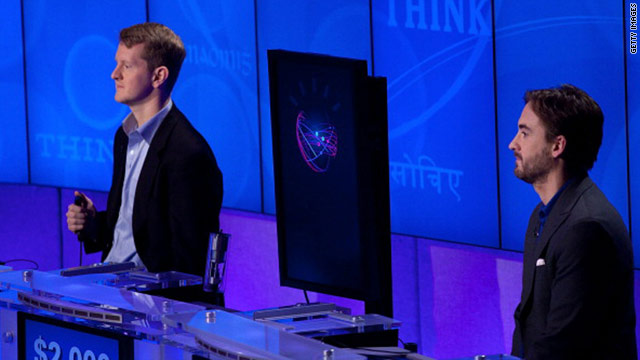 THINK
THINK
सोचिए
$2,000
GETTY IMAGES